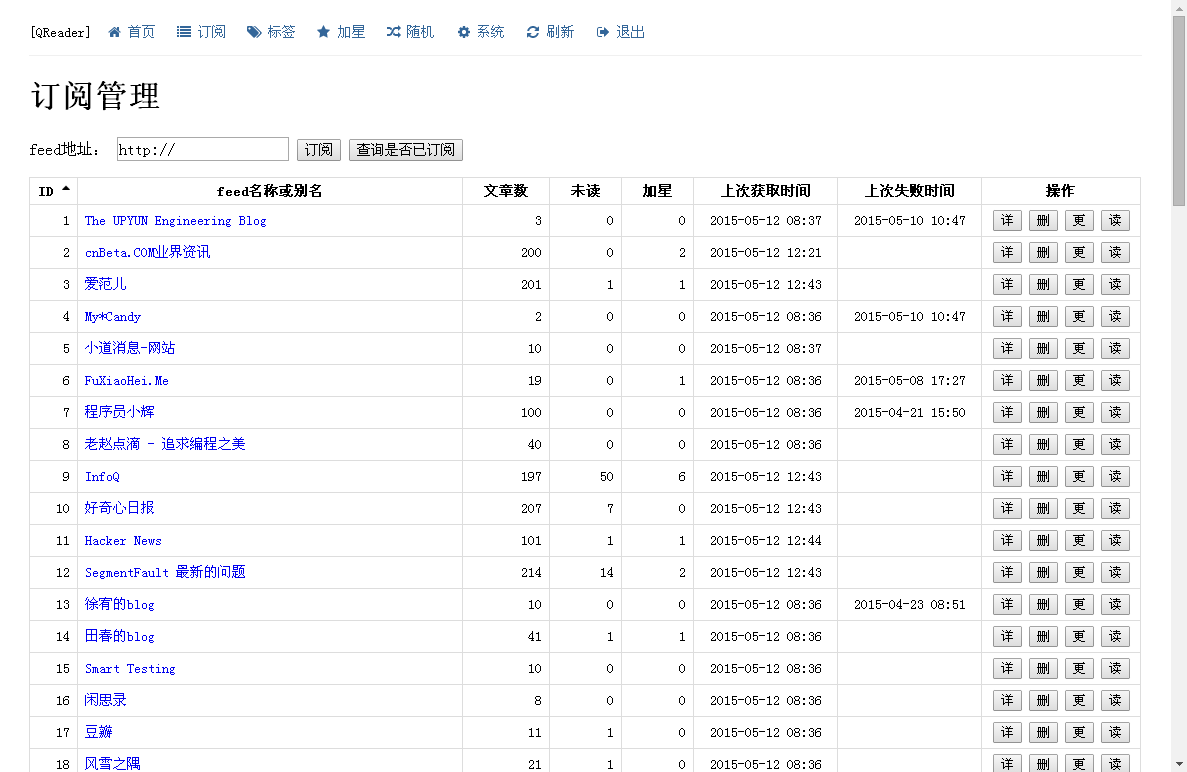 [QReader] 首页 订阅 标签 加星 随机 系统 刷新 退出
订阅管理
feed地址： http:// 订阅 查询是否已订阅
ID feed名称或别名 文章数 未读 加星 上次获取时间 上次失败时间 操作
1 The UPYUN Engineering Blog 3 0 0 2015-05-12 08:37 2015-05-10 10:47 详 删 更 读
2 cnBeta.COM业界资讯 200 0 2 2015-05-12 12:21 详 删 更 读
3 爱范儿 201 1 1 2015-05-12 12:43 详 删 更 读
4 My*Candy 2 0 0 2015-05-12 08:36 2015-05-10 10:47 详 删 更 读
5 小道消息-网站 10 0 0 2015-05-12 08:37 详 删 更 读
6 FuXiaoHei.Me 19 0 1 2015-05-12 08:36 2015-05-08 17:27 详 删 更 读
7 程序员小辉 100 0 0 2015-05-12 08:36 2015-04-21 15:50 详 删 更 读
8 老赵点滴 - 追求编程之美 40 0 0 2015-05-12 08:36 详 删 更 读
9 InfoQ 197 50 6 2015-05-12 12:43 详 删 更 读
10 好奇心日报 207 7 0 2015-05-12 12:43 详 删 更 读
11 Hacker News 101 1 1 2015-05-12 12:44 详 删 更 读
12 SegmentFault 最新的问题 214 14 2 2015-05-12 12:43 详 删 更 读
13 徐宥的blog 10 0 0 2015-05-12 08:36 2015-04-23 08:51 详 删 更 读
14 田春的blog 41 1 1 2015-05-12 08:36 详 删 更 读
15 Smart Testing 10 0 0 2015-05-12 08:36 详 删 更 读
16 闲思录 8 0 0 2015-05-12 08:36 详 删 更 读
17 豆瓣 11 1 0 2015-05-12 08:36 详 删 更 读
18 风雪之隅 21 1 0 2015-05-12 08:36 详 删 更 读